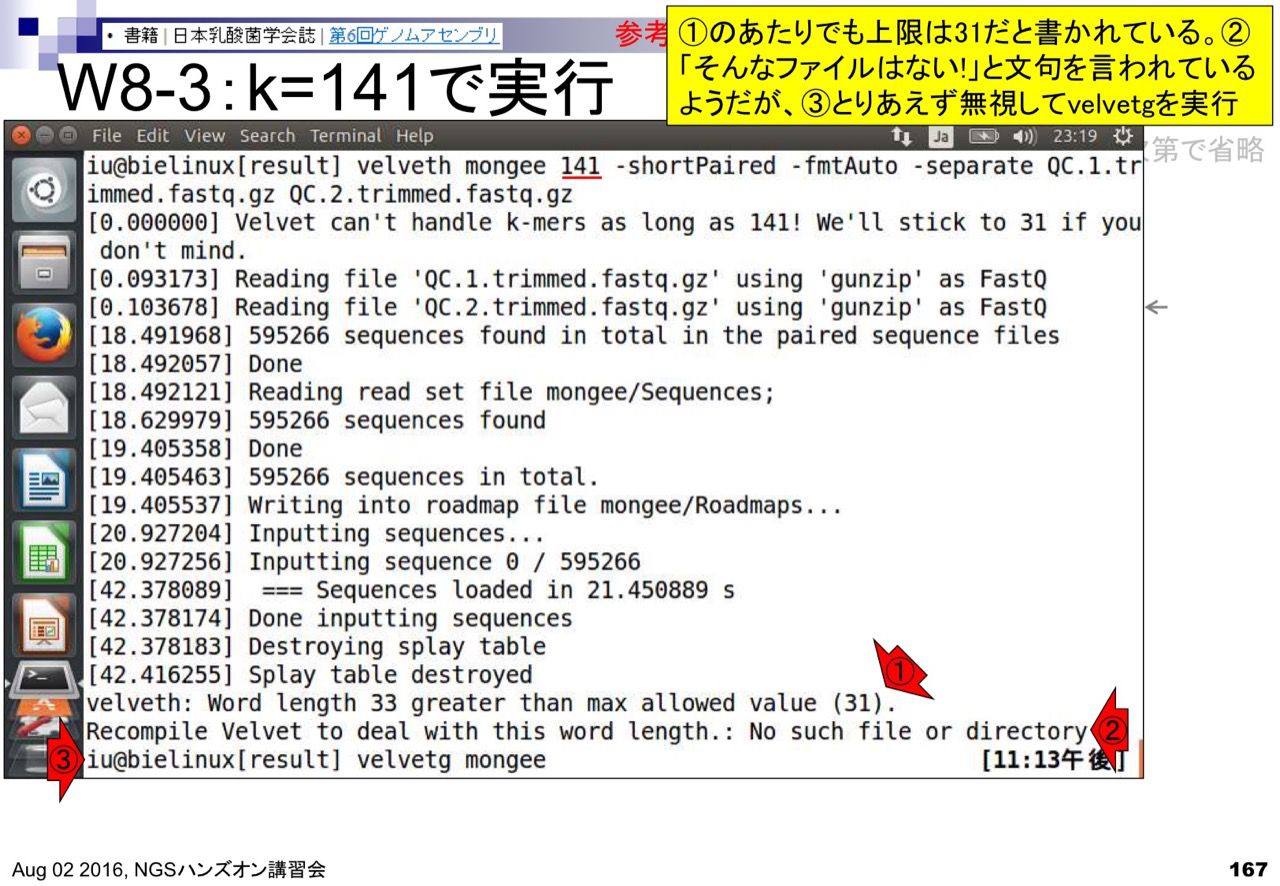 • 書籍 | 日本乳酸菌学会誌 | 第6回ゲノムアセンブリ
参考
W8-3：k=141で実行
①のあたりでも上限は31だと書かれている。②
「そんなファイルはない!」と文句を言われている
ようだが、③とりあえず無視してvelvetgを実行
次第で省略
File Edit View Search Terminal Help
Ja 23:19
iu@bielinux[result] velveth mongee 141 -shortPaired -fmtAuto -separate QC.1.tr
immed.fastq.gz QC.2.trimmed.fastq.gz
[0.000000] Velvet can't handle k-mers as long as 141! We'll stick to 31 if you
don't mind.
[0.093173] Reading file 'QC.1.trimmed.fastq.gz' using 'gunzip' as FastQ
[0.103678] Reading file 'QC.2.trimmed.fastq.gz' using 'gunzip' as FastQ
[18.491968] 595266 sequences found in total in the paired sequence files
[18.492057] Done
[18.492121] Reading read set file mongee/Sequences;
[18.629979] 595266 sequences found
[19.405358] Done
[19.405463] 595266 sequences in total.
[19.405537] Writing into roadmap file mongee/Roadmaps...
[20.927204] Inputting sequences...
[20.927256] Inputting sequence 0 / 595266
[42.378089]  === Sequences loaded in 21.450889 s
[42.378174] Done inputting sequences
[42.378183] Destroying splay table
[42.416255] Splay table destroyed
①
velveth: Word length 33 greater than max allowed value (31).
Recompile Velvet to deal with this word length.: No such file or directory ②
③ iu@bielinux[result] velvetg mongee [11:13午後]
Aug 02 2016, NGSハンズオン講習会
167